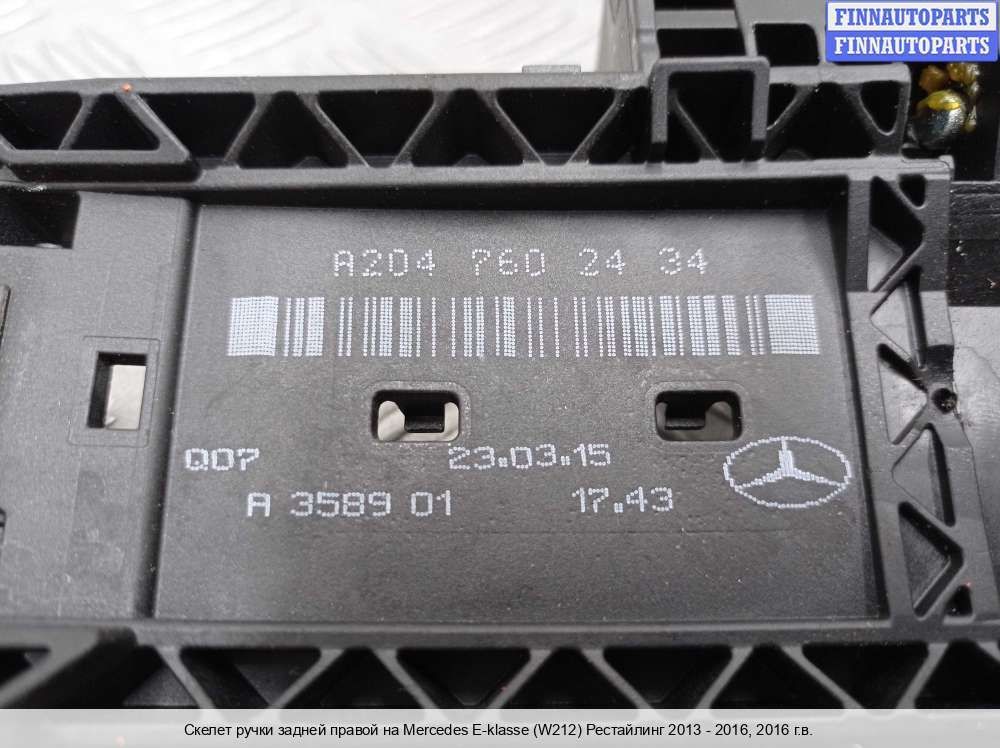 FINNAUTOPARTS
FINNAUTOPARTS
A204 760 24 34
Q07 23.03.15
A 3589 01 17.43
Скелет ручки задней правой на Mercedes E-klasse (W212) Рестайлинг 2013 - 2016, 2016 г.в.